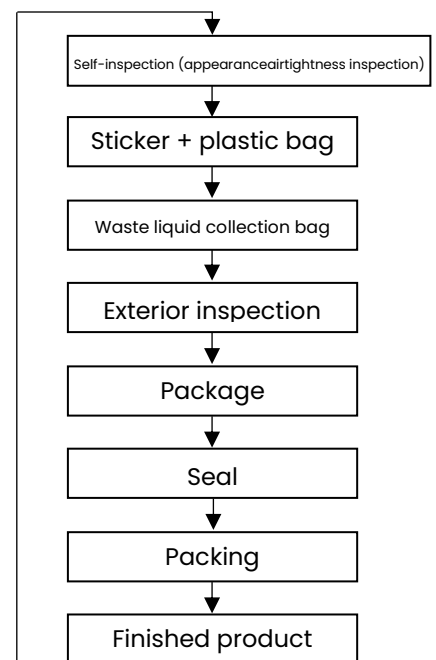 Self-inspection (appearanceairtightness inspection)
Sticker + plastic bag
Waste liquid collection bag
Exterior inspection
Package
Seal
Packing
Finished product